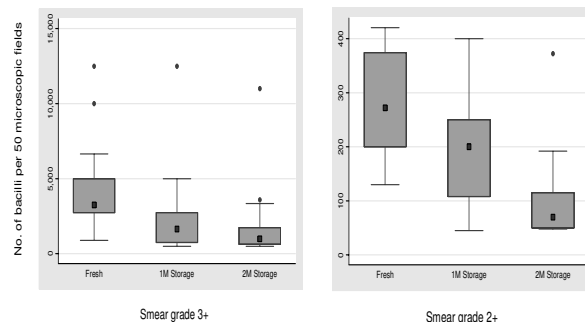 No. of bacilli per 50 microscopic fields
15,000
10,000
5,000
0
Fresh 1M Storage 2M Storage
Smear grade 3+
400
300
200
100
0
Fresh 1M Storage 2M Storage
Smear grade 2+